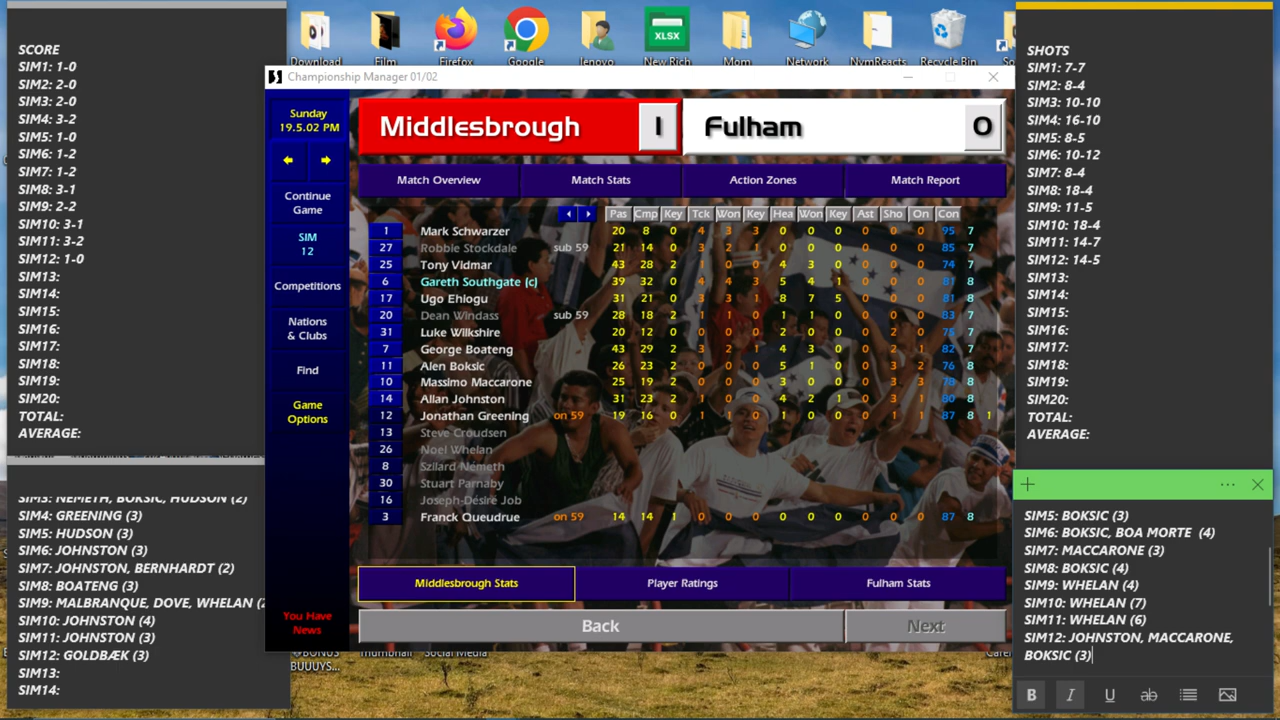 SCORE
SIM1: 1-0
SIM2: 2-0
SIM3: 2-0
SIM4: 3-2
SIM5: 1-0
SIM6: 1-2
SIM7: 1-2
SIM8: 3-1
SIM9: 2-2
SIM10: 3-1
SIM11: 3-2
SIM12: 1-0
SIM13:
SIM14:
SIM15:
SIM16:
SIM17:
SIM18:
SIM19:
SIM20:
TOTAL:
AVERAGE:
SIM3: NEMETH, BOKSIC, HUDSON (2)
SIM4: GREENING (3)
SIM5: HUDSON (3)
SIM6: JOHNSTON (3)
SIM7: JOHNSTON, BERNHARDT (2)
SIM8: BOATENG (3)
SIM9: MALBRANQUE, DOVE, WHELAN (2
SIM10: JOHNSTON (4)
SIM11: JOHNSTON (3)
SIM12: GOLDBÆK (3)
SIM13:
SIM14:
Download
Film
Firefox
Google
lenovo
XLSX
New Rich
Mom
Network
NymReacts
Recycle Bin
Championship Manager 01/02
Sunday
19.5.02 PM
Continue
Game
SIM
12
Competitions
Nations
& Clubs
Find
Game
Options
You Have
News
Middlesbrough 1 Fulham 0
Match Overview Match Stats Action Zones Match Report
Pas Cmp Key Tck Won Key Hea Won Key Ast Sho On Con
1 Mark Schwarzer 20 8 0 4 3 3 0 0 0 0 0 0 95 7
27 Robbie Stockdale sub 59 21 14 0 3 2 1 0 0 0 0 0 0 85 7
25 Tony Vidmar 43 28 2 1 0 0 4 3 0 0 0 0 74 7
6 Gareth Southgate (c) 39 32 0 4 4 3 5 4 1 0 0 0 81 8
17 Ugo Ehiogu 31 21 0 3 3 1 8 7 5 0 0 0 81 8
20 Dean Windass sub 59 28 18 2 1 1 0 1 1 0 0 2 0 83 7
31 Luke Wilkshire 20 12 0 0 0 0 2 0 0 0 2 0 75 7
7 George Boateng 43 29 2 3 2 0 4 3 0 0 2 1 82 7
11 Alen Boksic 26 23 2 0 0 0 5 1 0 0 3 2 76 8
10 Massimo Maccarone 25 19 2 0 0 0 3 0 0 0 3 0 78 8
14 Allan Johnston 31 23 2 1 0 0 4 2 1 0 3 1 80 8
12 Jonathan Greening on 59 19 16 0 1 1 0 1 0 0 0 1 1 87 8 1
13 Steve Croudsen
26 Noel Whelan
8 Szilard Nemeth
30 Stuart Parnaby
16 Joseph-Désiré Job
3 Franck Queudrue on 59 14 14 1 0 0 0 0 0 0 0 0 0 87 8
Middlesbrough Stats Player Ratings Fulham Stats
Back Next
BUUUYS...
Social Media
SHOTS
SIM1: 7-7
SIM2: 8-4
SIM3: 10-10
SIM4: 16-10
SIM5: 8-5
SIM6: 10-12
SIM7: 8-4
SIM8: 18-4
SIM9: 11-5
SIM10: 18-4
SIM11: 14-7
SIM12: 14-5
SIM13:
SIM14:
SIM15:
SIM16:
SIM17:
SIM18:
SIM19:
SIM20:
TOTAL:
AVERAGE:
SIM5: BOKSIC (3)
SIM6: BOKSIC, BOA MORTE (4)
SIM7: MACCARONE (3)
SIM8: BOKSIC (4)
SIM9: WHELAN (4)
SIM10: WHELAN (7)
SIM11: WHELAN (6)
SIM12: JOHNSTON, MACCARONE,
BOKSIC (3)
B I U ab